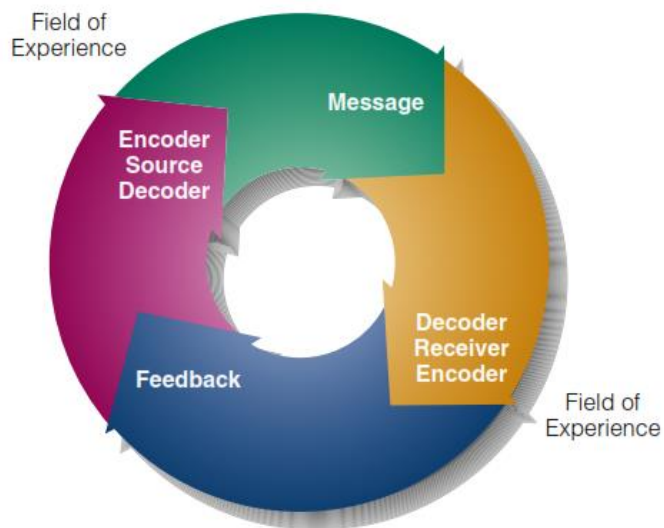 Field of
Experience
Message
Encoder
Source
Decoder
Decoder
Receiver
Encoder
Feedback
Field of
Experience